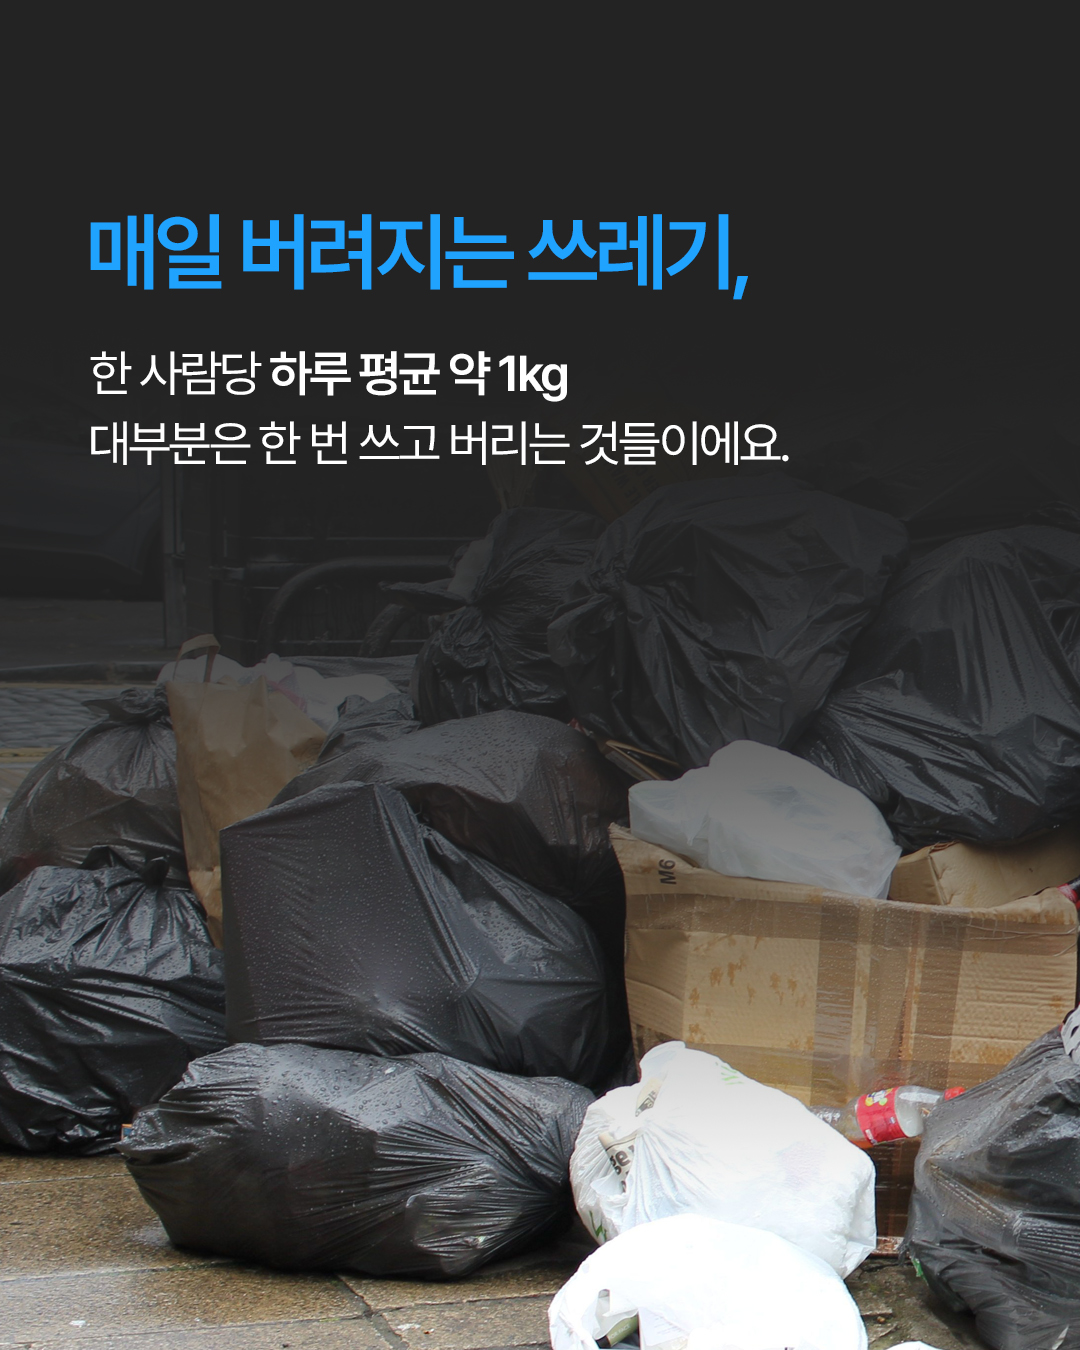 매일 버려지는 쓰레기,
한 사람당 하루 평균 약 1kg
대부분은 한 번 쓰고 버리는 것들이에요.
M6